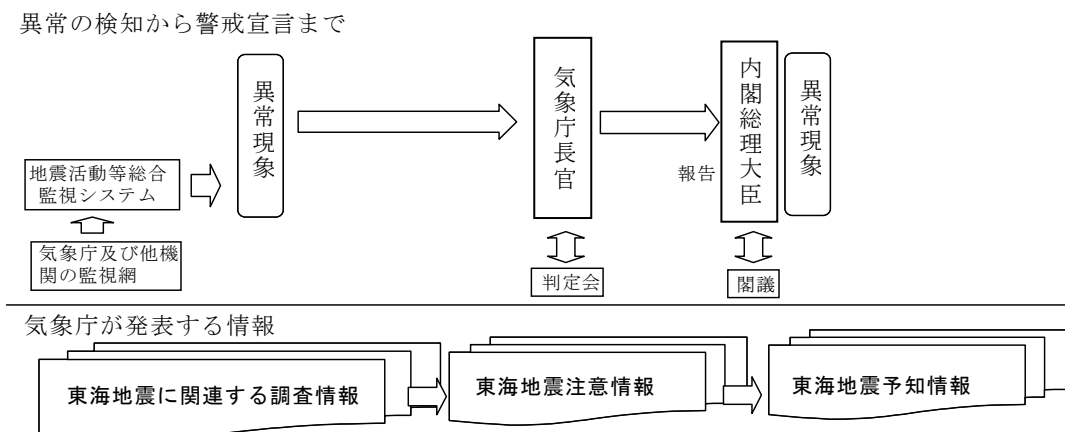 異常の検知から警戒宣言まで
地震活動等総合
監視システム
気象庁及び他機
関の監視網
異常現象
気象庁長官
判定会
報告
内閣総理大臣
閣議
異常現象
気象庁が発表する情報
東海地震に関連する調査情報
東海地震注意情報
東海地震予知情報